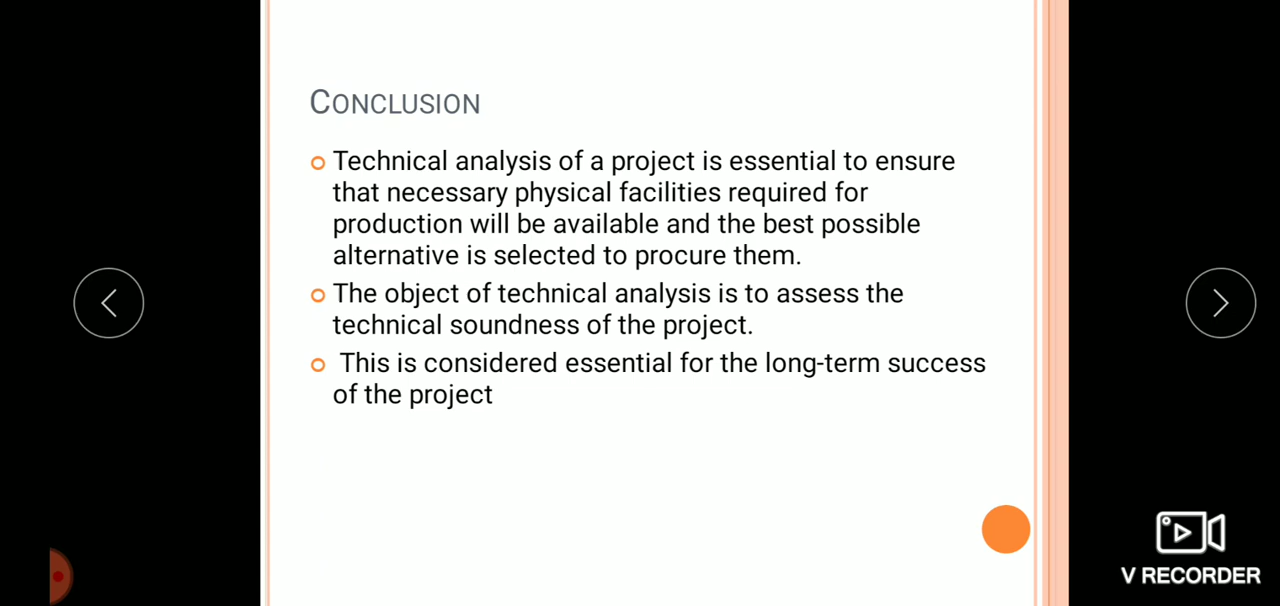 CONCLUSION
Technical analysis of a project is essential to ensure
that necessary physical facilities required for
production will be available and the best possible
alternative is selected to procure them.
The object of technical analysis is to assess the
technical soundness of the project.
This is considered essential for the long-term success
of the project
V RECORDER